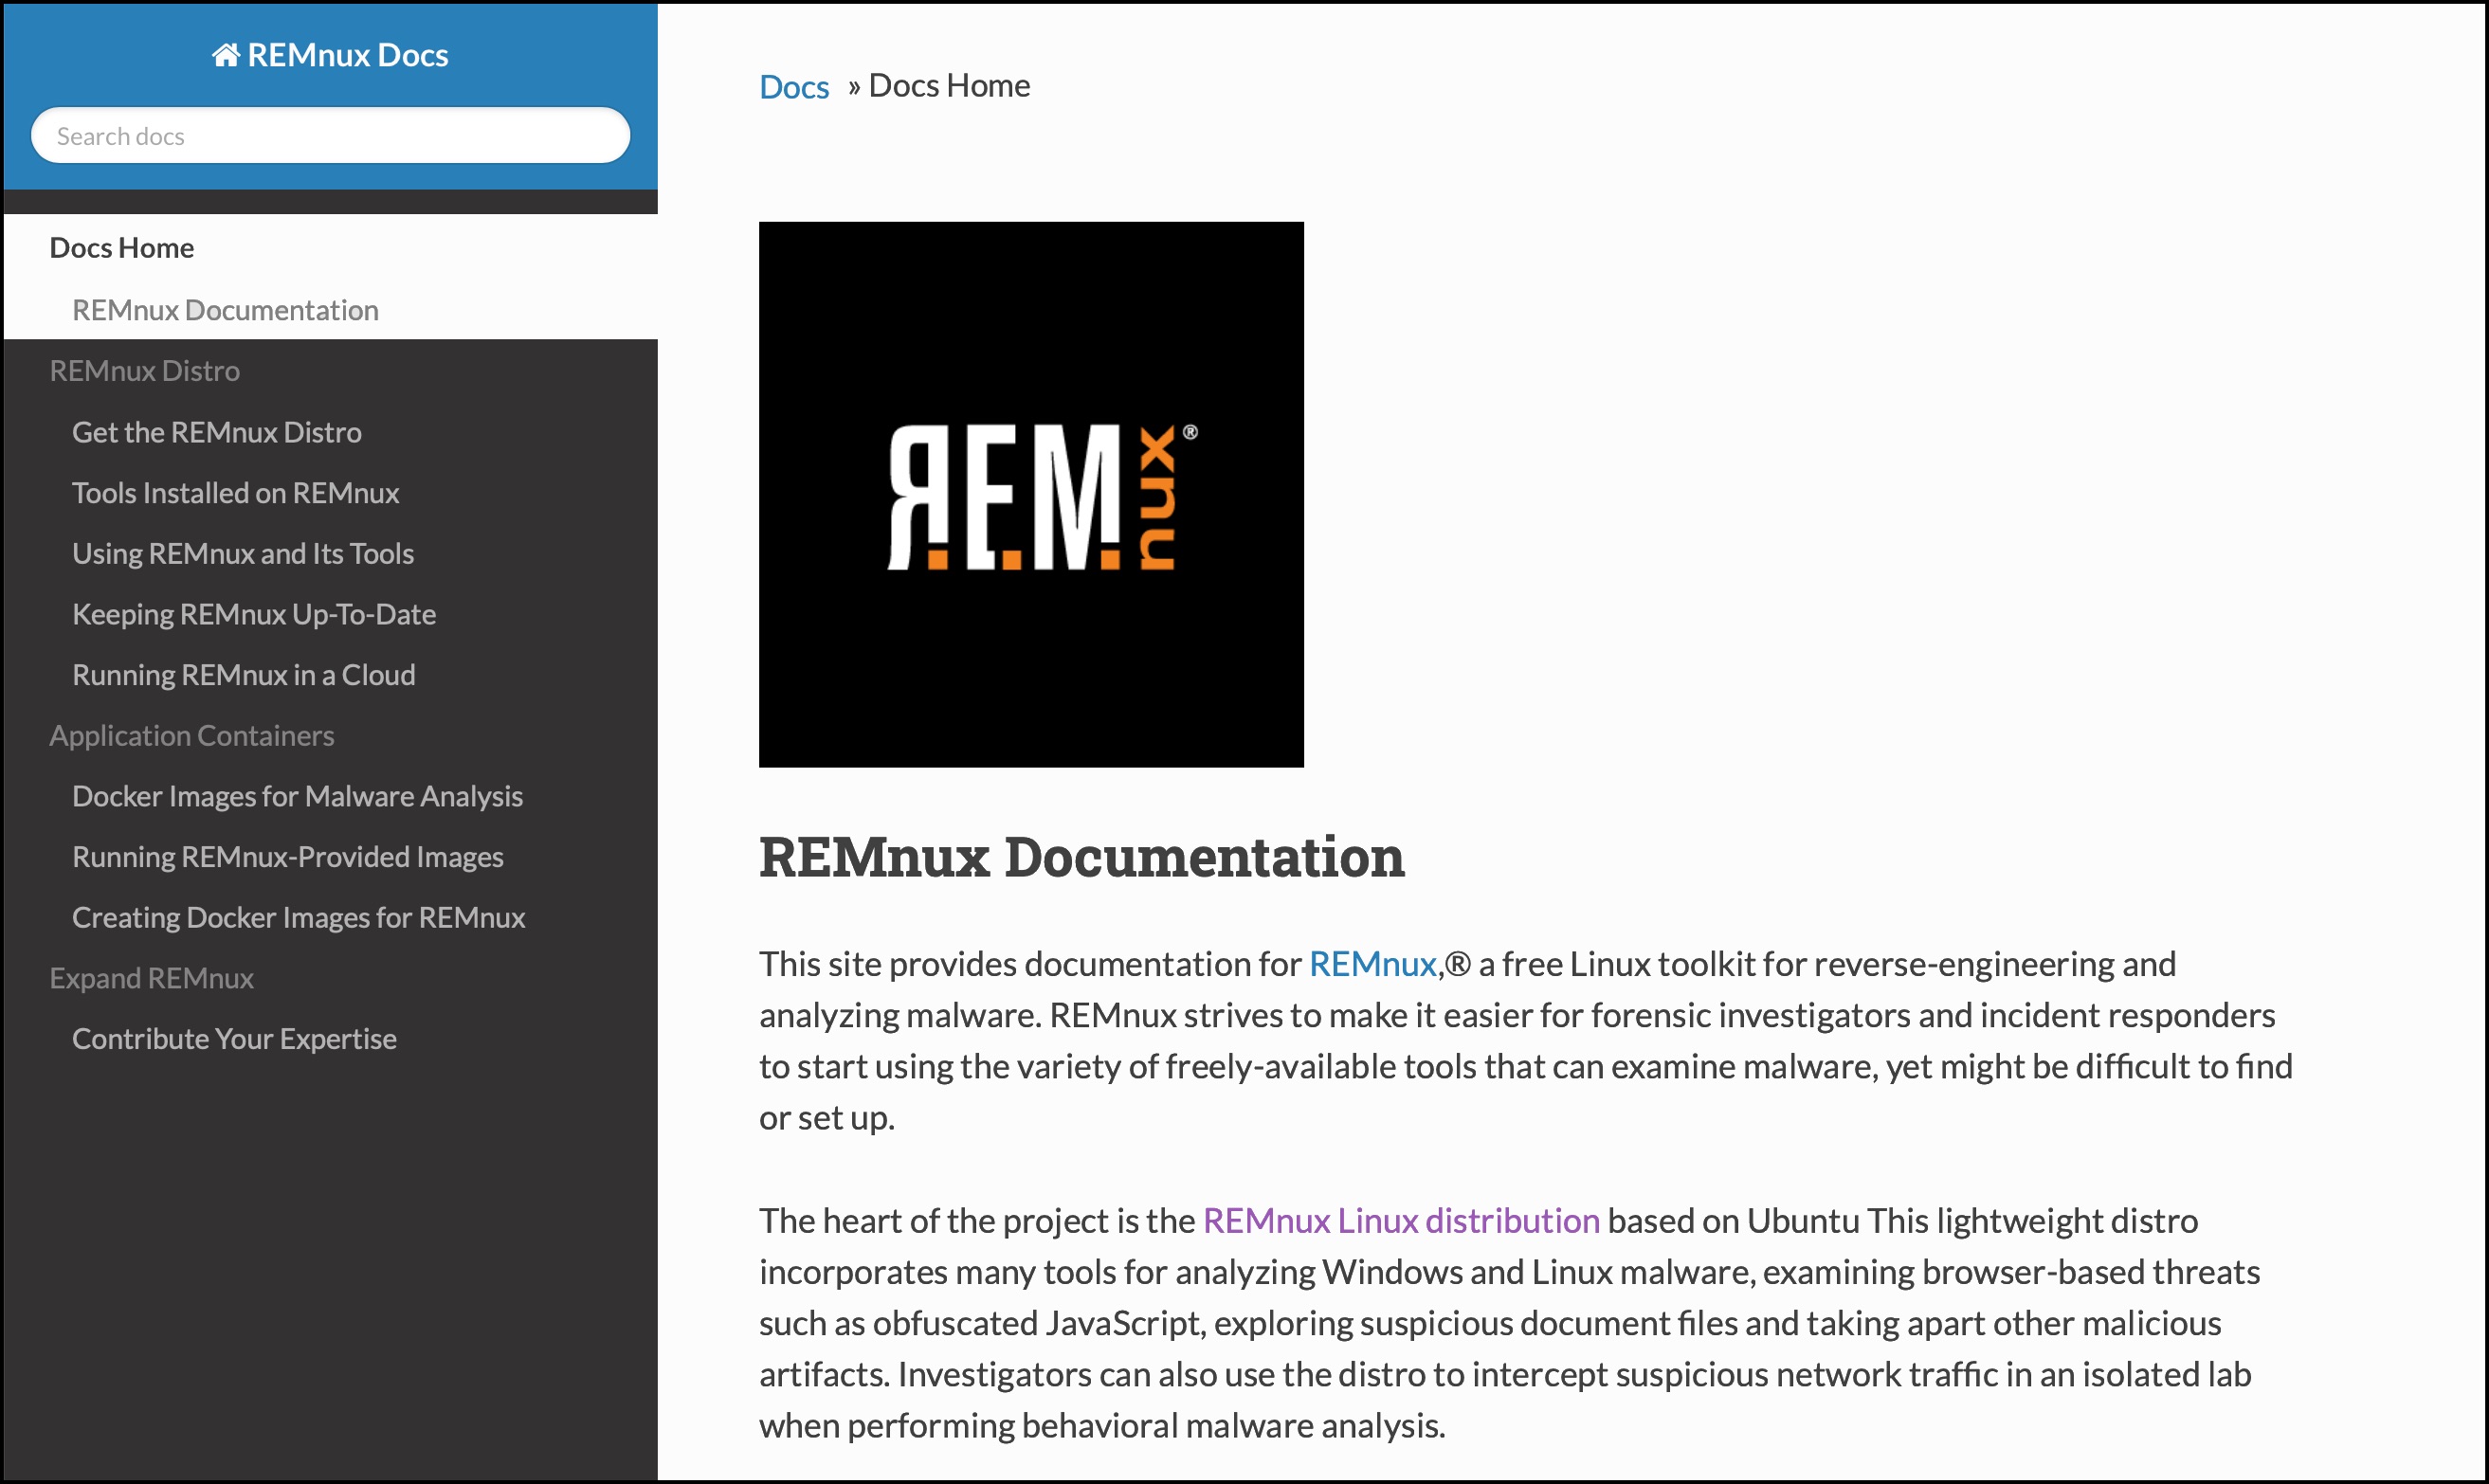 REMnux Docs
Search docs
Docs Home
REMnux Documentation
REMnux Distro
Get the REMnux Distro
Tools Installed on REMnux
Using REMnux and Its Tools
Keeping REMnux Up-To-Date
Running REMnux in a Cloud
Application Containers
Docker Images for Malware Analysis
Running REMnux-Provided Images
Creating Docker Images for REMnux
Expand REMnux
Contribute Your Expertise
Docs » Docs Home
REM nux ®
REMnux Documentation
This site provides documentation for REMnux,® a free Linux toolkit for reverse-engineering and
analyzing malware. REMnux strives to make it easier for forensic investigators and incident responders
to start using the variety of freely-available tools that can examine malware, yet might be difficult to find
or set up.
The heart of the project is the REMnux Linux distribution based on Ubuntu This lightweight distro
incorporates many tools for analyzing Windows and Linux malware, examining browser-based threats
such as obfuscated JavaScript, exploring suspicious document files and taking apart other malicious
artifacts. Investigators can also use the distro to intercept suspicious network traffic in an isolated lab
when performing behavioral malware analysis.